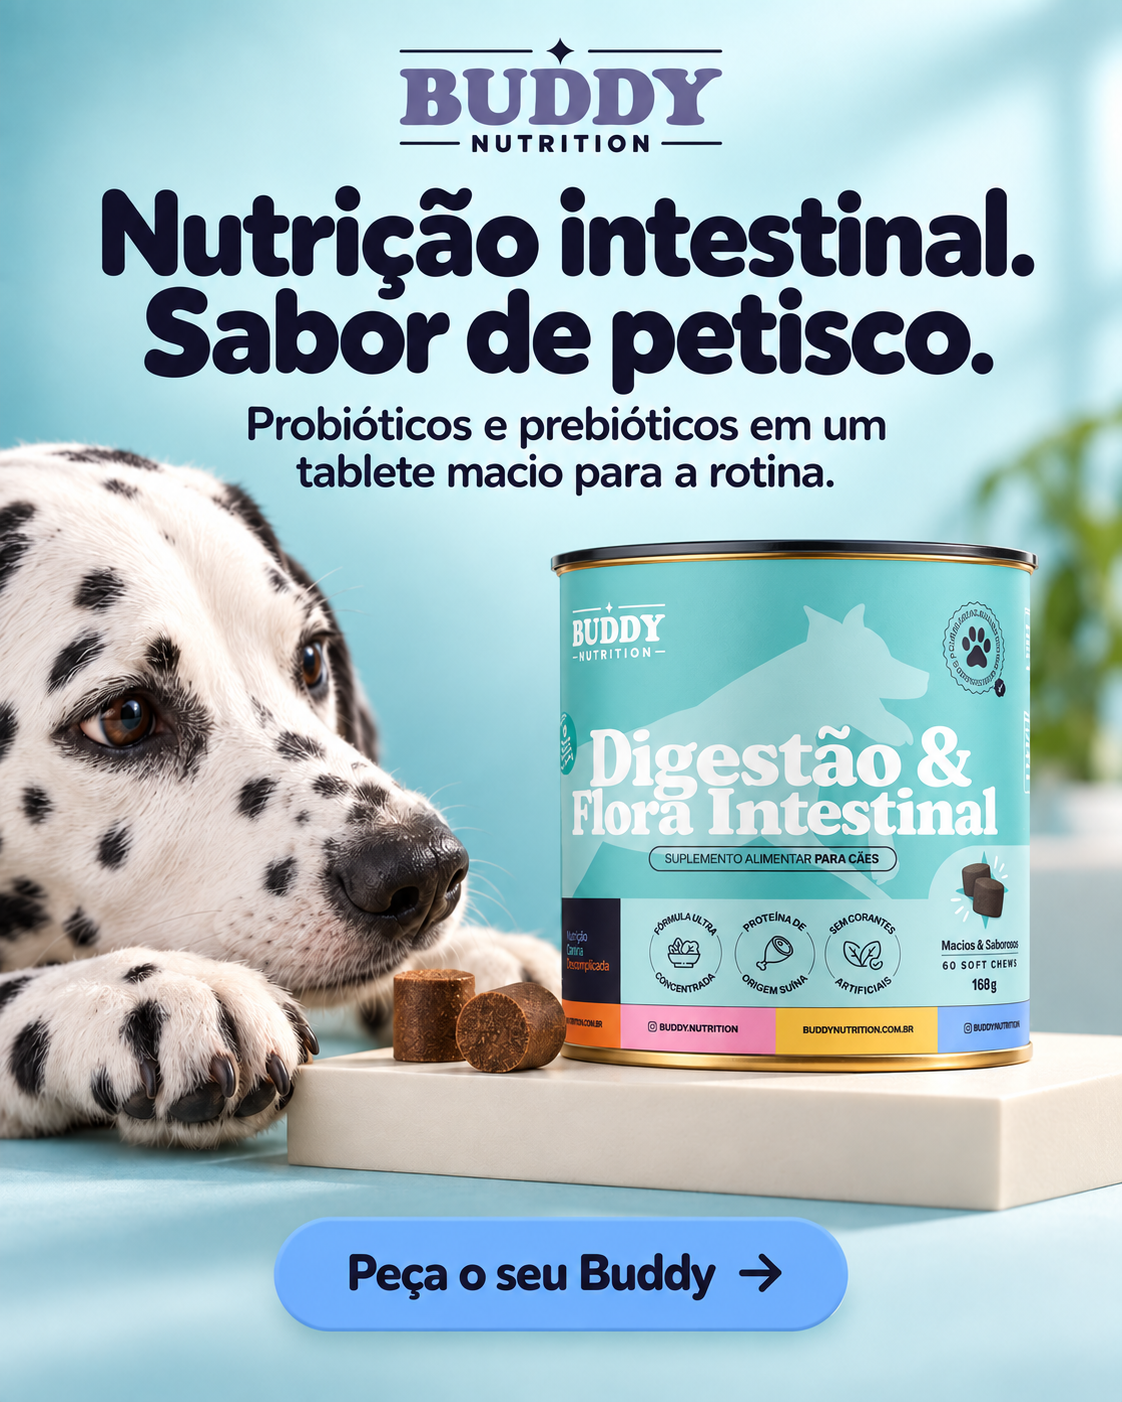 BUDDY
NUTRITION
Nutrição intestinal.
Sabor de petisco.
Probióticos e prebióticos em um
tablete macio para a rotina.
BUDDY
NUTRITION
Digestão &
Flora Intestinal
SUPLEMENTO ALIMENTAR PARA CÃES
FÓRMULA ULTRA
CONCENTRADA
PROTEÍNA DE
ORIGEM SUÍNA
SEM CORANTES
ARTIFICIAIS
Macios & Saborosos
60 SOFT CHEWS
168g
Nutrição
Canina
Descomplicada
BUDDY.NUTRITION
BUDDYNUTRITION.COM.BR
BUDDY.NUTRITION
Peça o seu Buddy →